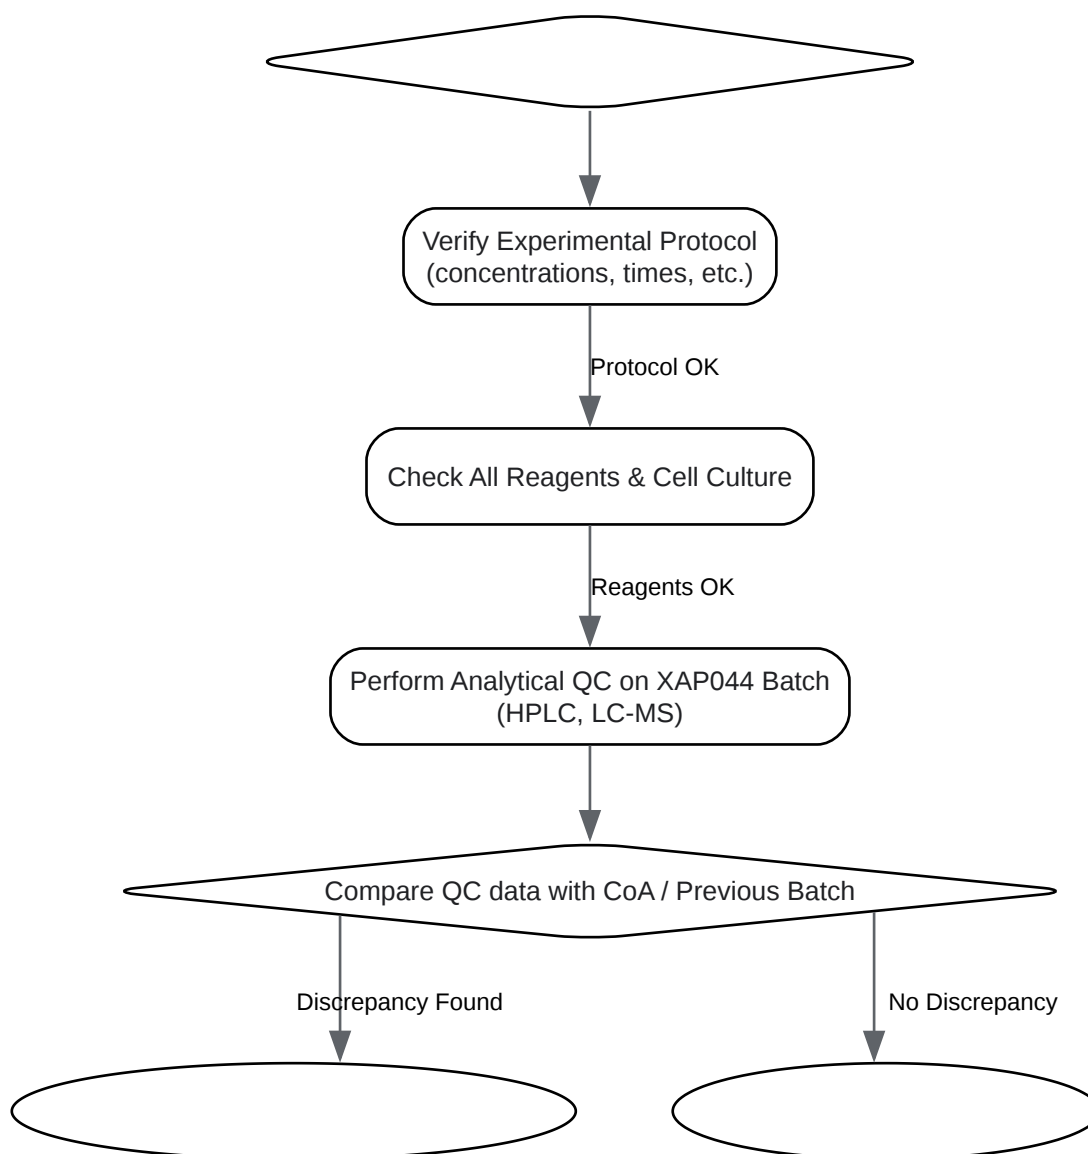 Verify Experimental Protocol
(concentrations, times, etc.)
Protocol OK
Check All Reagents & Cell Culture
Reagents OK
Perform Analytical QC on XAP044 Batch
(HPLC, LC-MS)
Compare QC data with CoA / Previous Batch
Discrepancy Found
No Discrepancy